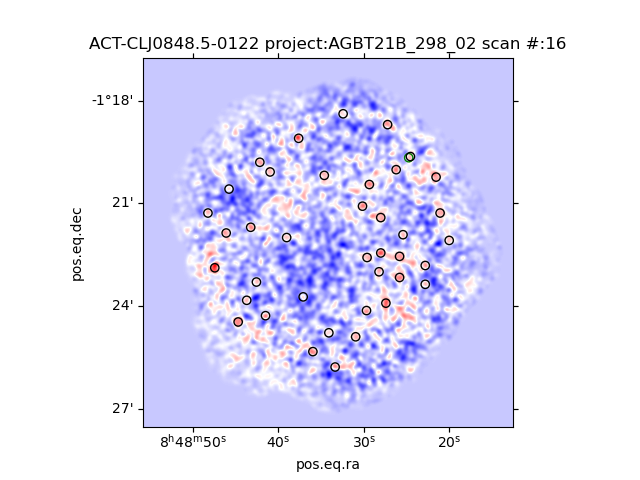 ACT-CLJ0848.5-0122 project:AGBT21B_298_02 scan #:16
-1°18'
21'
24'
27'
pos.eq.dec
8h48m50s 40s 30s 20s
pos.eq.ra